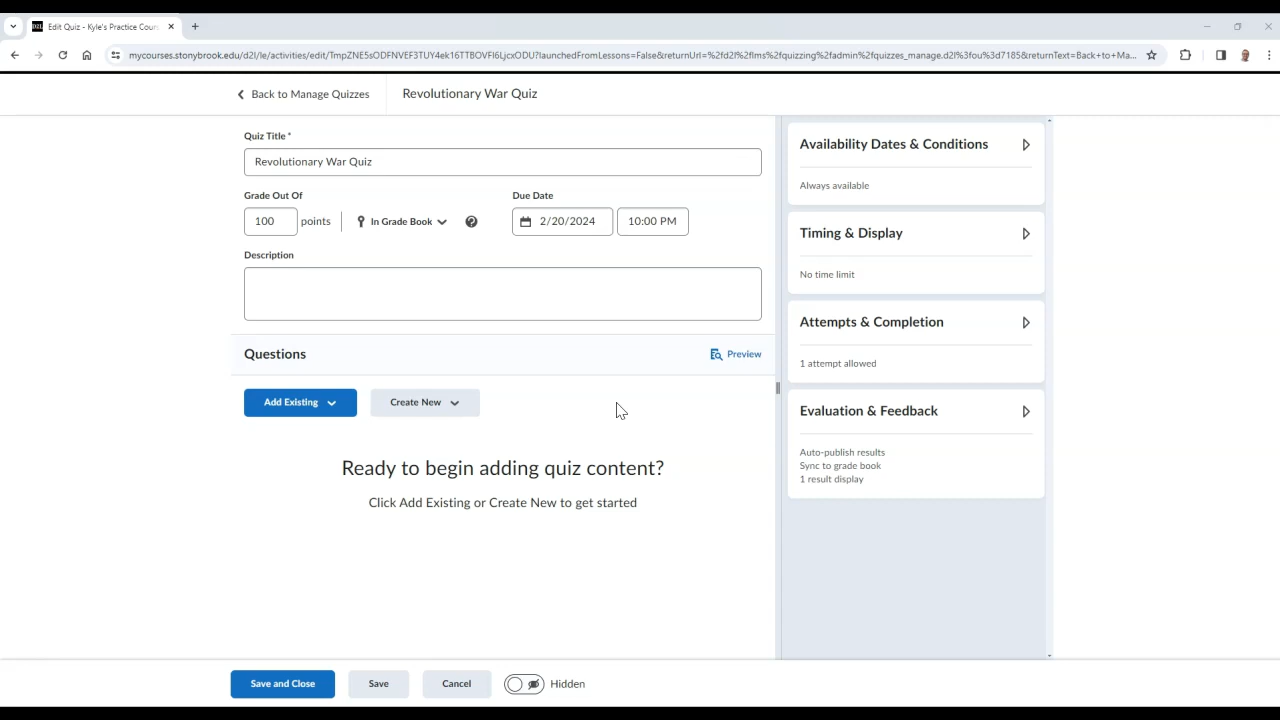 Edit Quiz - Kyle's Practice Cours
mycourses.stonybrook.edu/d2l/le/activities/edit/TmpZNE5sODFNVEF3TUY4ek16TTBOVFl6LjcxODU?launchedFromLessons=False&returnUrl=%2fd2l%2flms%2fquizzing%2fadmin%2fquizzes_manage.d2l%3fou%3d7185&returnText=Back+to+Ma...
Back to Manage Quizzes
Revolutionary War Quiz
Quiz Title *
Revolutionary War Quiz
Grade Out Of
Due Date
100 points
In Grade Book
2/20/2024
10:00 PM
Description
Questions
Preview
Add Existing
Create New
Ready to begin adding quiz content?
Click Add Existing or Create New to get started
Availability Dates & Conditions
Always available
Timing & Display
No time limit
Attempts & Completion
1 attempt allowed
Evaluation & Feedback
Auto-publish results
Sync to grade book
1 result display
Save and Close
Save
Cancel
Hidden